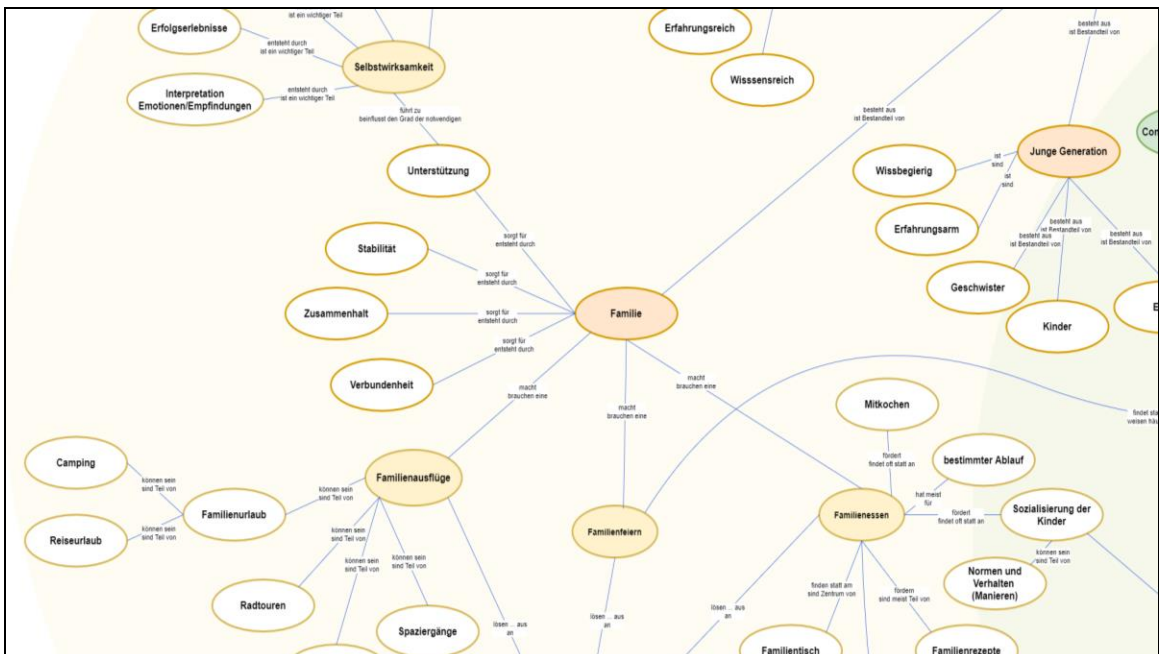 ist ein wichtiger Teil
Erfolgserlebnisse
entsteht durch
ist ein wichtiger Teil
Selbstwirksamkeit
Interpretation
Emotionen/Empfindungen
entsteht durch
ist ein wichtiger Teil
führt zu
beinflusst den Grad der notwendigen
Unterstützung
Erfahrungsreich
Wisssensreich
besteht aus
ist Bestandteil von
besteht aus
ist Bestandteil von
Con
Junge Generation
ist
sind
ist
sind
Wissbegierig
Erfahrungsarm
besteht aus
ist Bestandteil von
besteht aus
ist Bestandteil von
besteht aus
ist Bestandteil von
Geschwister
Kinder
E
sorgt für
entsteht durch
Stabilität
sorgt für
entsteht durch
Zusammenhalt
sorgt für
entsteht durch
Familie
Verbundenheit
sorgt für
entsteht durch
macht
brauchen eine
macht
brauchen eine
macht
brauchen eine
Mitkochen
findet sta
weisen häu
Camping
können sein
sind Teil von
Familienurlaub
Reiseurlaub
können sein
sind Teil von
können sein
sind Teil von
Familienausflüge
können sein
sind Teil von
können sein
sind Teil von
Radtouren
Spaziergänge
lösen ... aus
an
Familienfeiern
lösen ... aus
an
fördert
findet oft statt an
bestimmter Ablauf
hat meist
für
Familienessen
fördert
findet oft statt an
Sozialisierung der
Kinder
können sein
sind Teil von
Normen und
Verhalten
(Manieren)
finden statt am
sind Zentrum von
fördern
sind meist Teil von
lösen ... aus
an
Familientisch
Familienrezepte